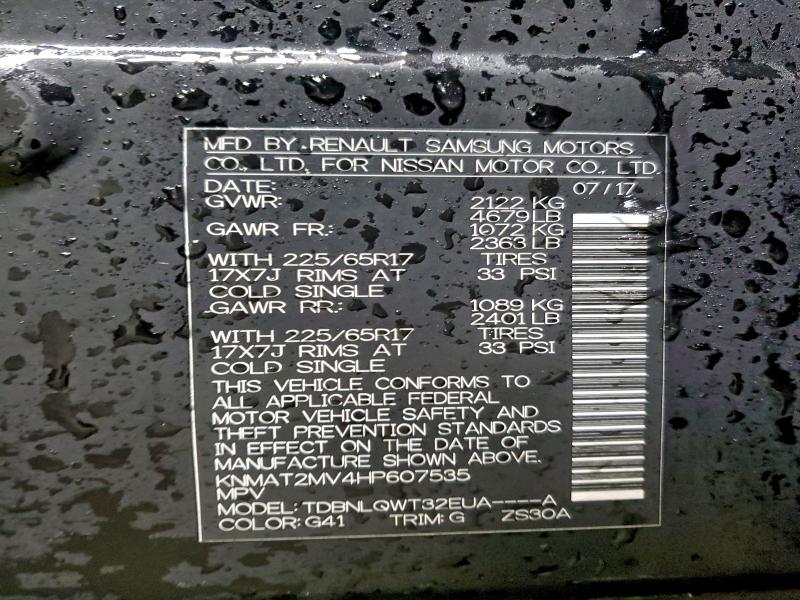 MFD BY RENAULT SAMSUNG MOTORS
CO., LTD. FOR NISSAN MOTOR CO., LTD.
DATE: 07/17
GVWR: 2122 KG
4679 LB
GAWR FR.: 1072 KG
2363 LB
WITH 225/65R17 TIRES
17X7J RIMS AT 33 PSI
COLD SINGLE
GAWR RR.: 1089 KG
2401 LB
WITH 225/65R17 TIRES
17X7J RIMS AT 33 PSI
COLD SINGLE
THIS VEHICLE CONFORMS TO
ALL APPLICABLE FEDERAL
MOTOR VEHICLE SAFETY AND
THEFT PREVENTION STANDARDS
IN EFFECT ON THE DATE OF
MANUFACTURE SHOWN ABOVE.
KNMAT2MV4HP607535
MPV
MODEL: TDBNLQWT32EUA----A
COLOR: G41 TRIM: G ZS30A